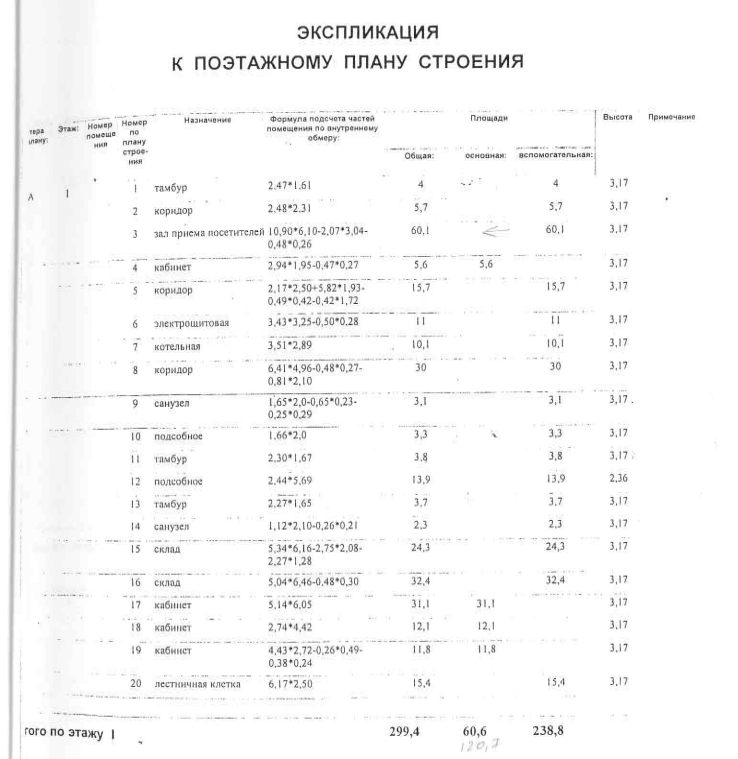 ЭКСПЛИКАЦИЯ
К ПОЭТАЖНОМУ ПЛАНУ СТРОЕНИЯ
тера плану: Этаж: Номер помеще ния Номер по плану строе- ния Назначение Формула подсчета частей помещения по внутреннему обмеру: Площади Высота Примечание
Общая: основная: вспомогательная:
А 1 1 тамбур 2,47*1,61 4 4 3,17
2 коридор 2,48*2,31 5,7 5,7 3,17
3 зал приема посетителей 10,90*6,10-2,07*3,04- 60,1 60,1 3,17
0,48*0,26
4 кабинет 2,94*1,95-0,47*0,27 5,6 5,6 3,17
5 коридор 2,17*2,50+5,82*1,93- 15,7 15,7 3,17
0,49*0,42-0,42*1,72
6 электрощитовая 3,43*3,25-0,50*0,28 11 11 3,17
7 котельная 3,51*2,89 10,1 10,1 3,17
8 коридор 6,41*4,96-0,48*0,27- 30 30 3,17
0,81*2,10
9 санузел 1,65*2,0-0,65*0,23- 3,1 3,1 3,17
0,25*0,29
10 подсобное 1,66*2,0 3,3 3,3 3,17
11 тамбур 2,30*1,67 3,8 3,8 3,17
12 подсобное 2,44*5,69 13,9 13,9 2,36
13 тамбур 2,27*1,65 3,7 3,7 3,17
14 санузел 1,12*2,10-0,26*0,21 2,3 2,3 3,17
15 склад 5,34*6,16-2,75*2,08- 24,3 24,3 3,17
2,27*1,28
16 склад 5,04*6,46-0,48*0,30 32,4 32,4 3,17
17 кабинет 5,14*6,05 31,1 31,1 3,17
18 кабинет 2,74*4,42 12,1 12,1 3,17
19 кабинет 4,43*2,72-0,26*0,49- 11,8 11,8 3,17
0,38*0,24
20 лестничная клетка 6,17*2,50 15,4 15,4 3,17
того по этажу 1 299,4 60,6 238,8
120,7